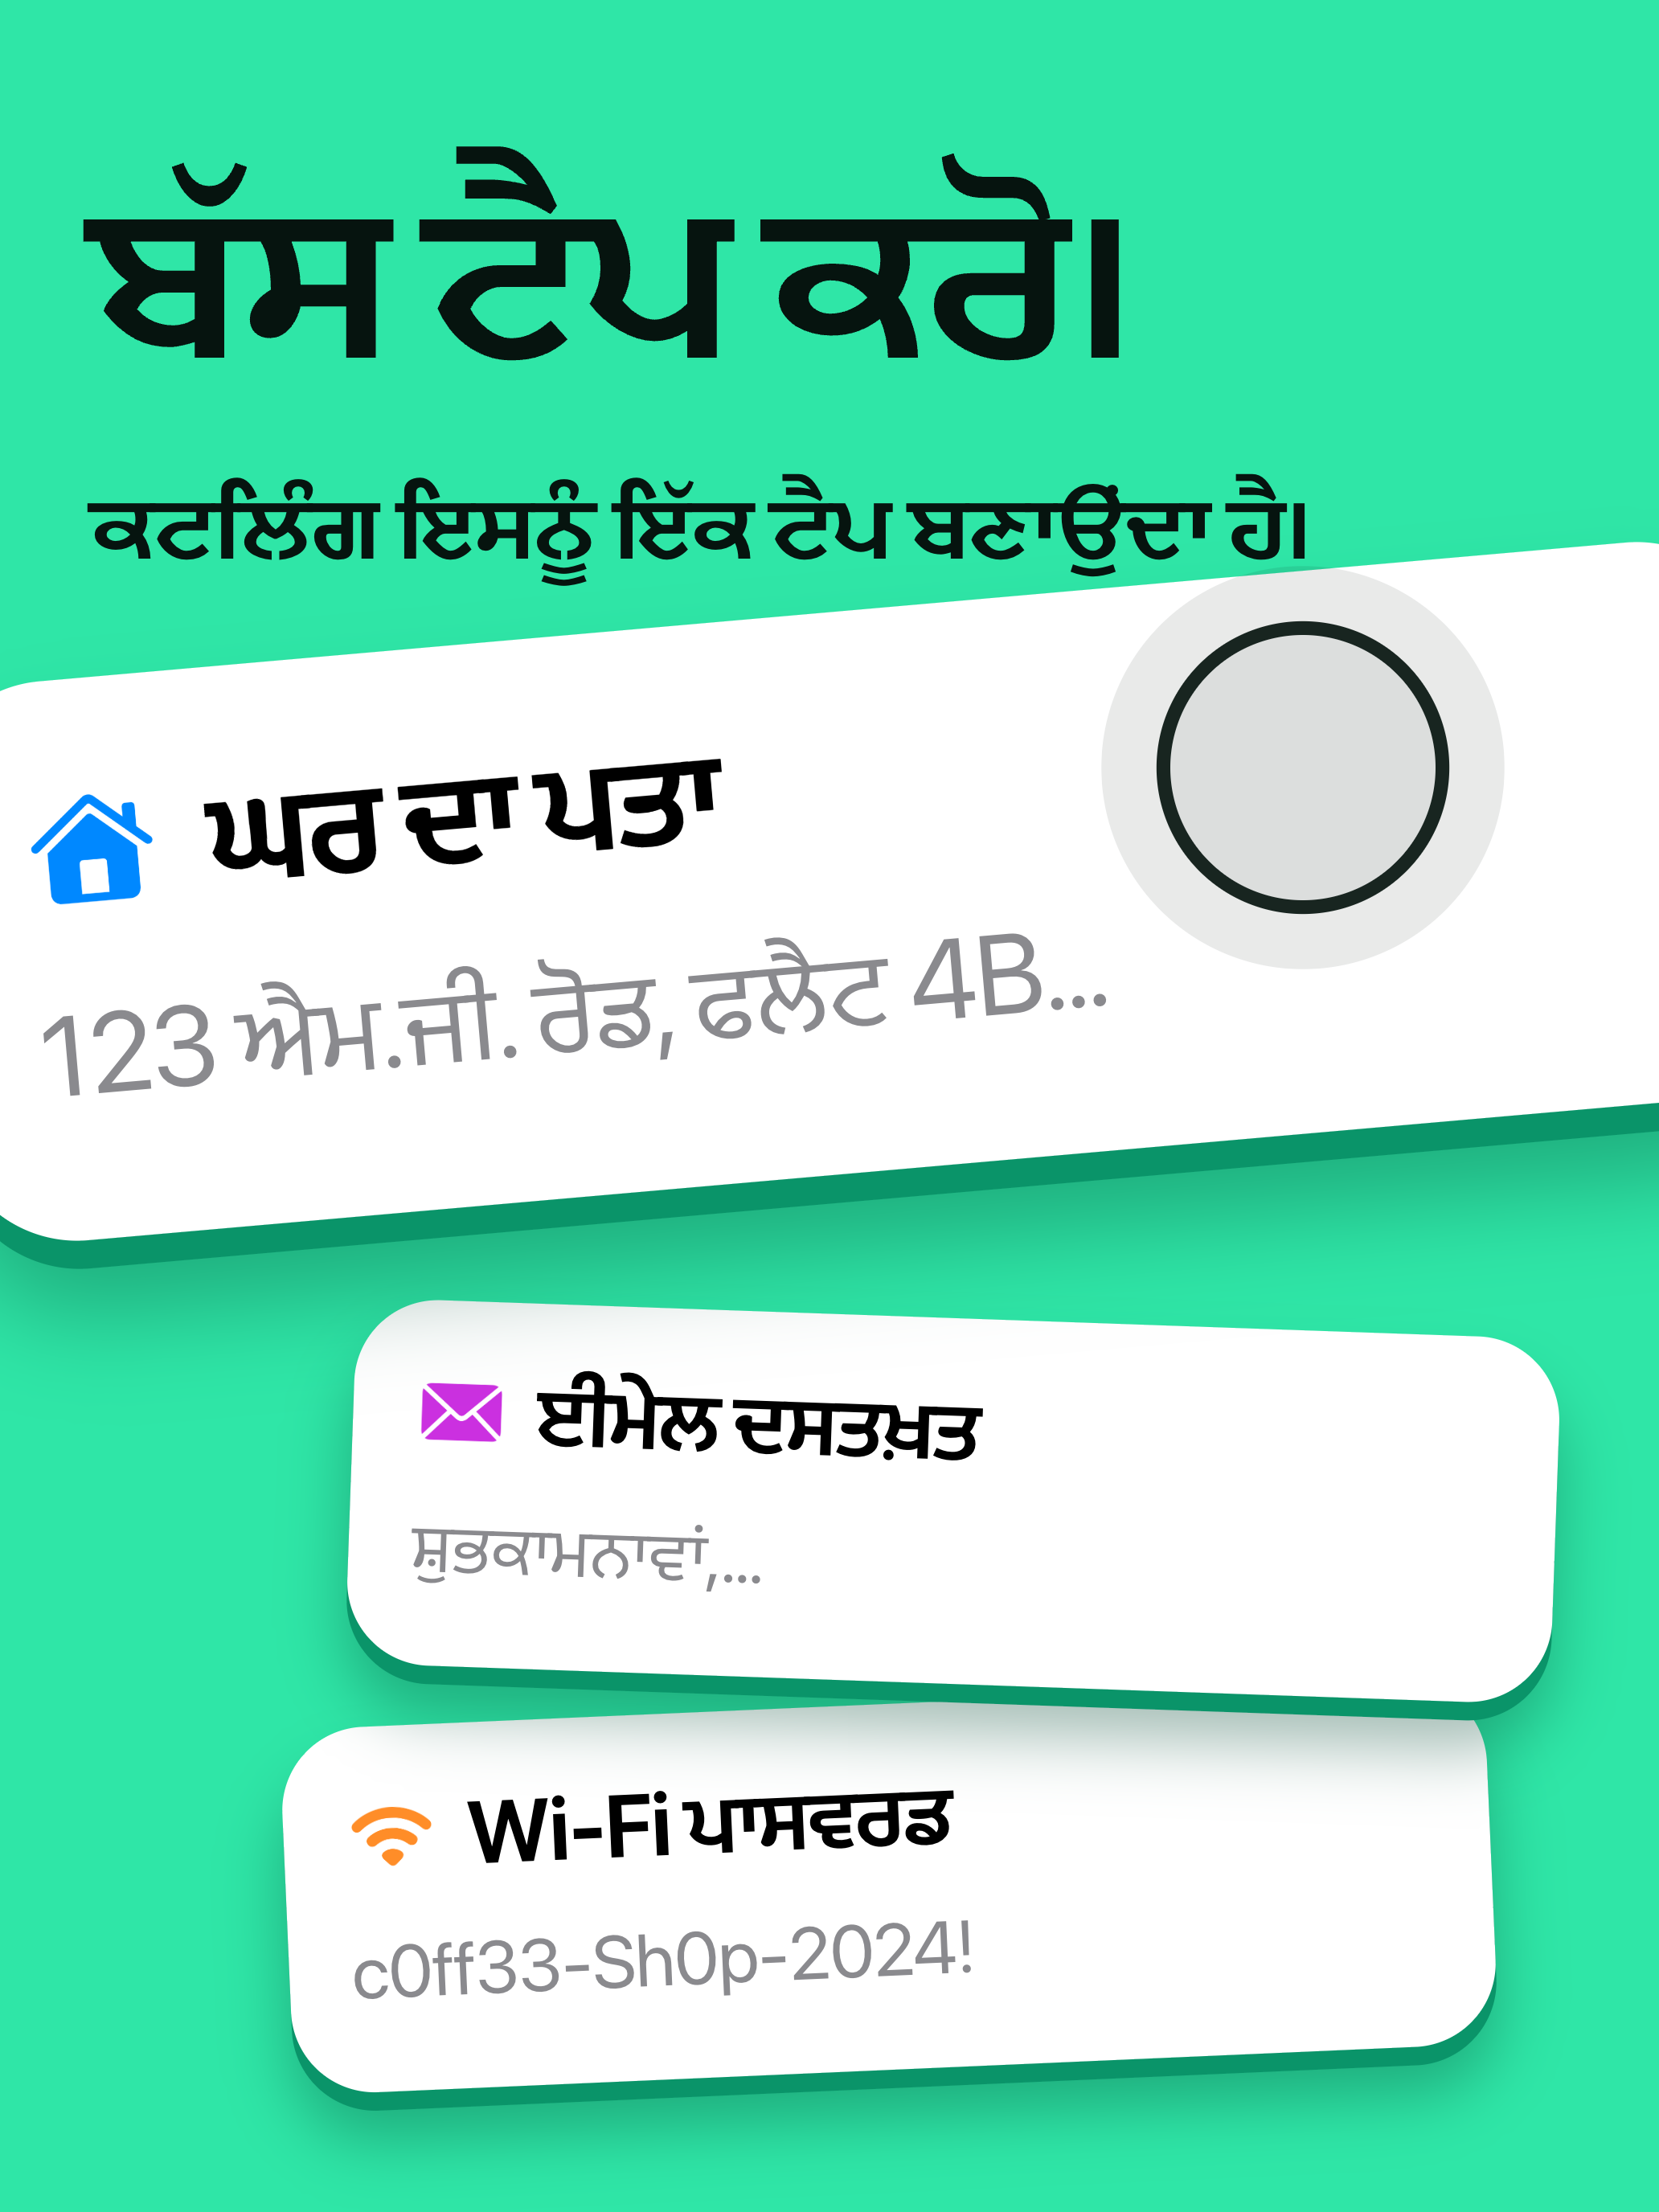 ਬੱਸ ਟੈਪ ਕਰੋ।
ਕਟਲਿੰਗ ਇਸਨੂੰ ਇੱਕ ਟੈਪ ਬਣਾਉਂਦਾ ਹੈ।
ਘਰ ਦਾ ਪਤਾ
123 ਐਮ.ਜੀ. ਰੋਡ, ਫਲੈਟ 4B...
ਈਮੇਲ ਦਸਤਖ਼ਤ
ਸ਼ੁਭਕਾਮਨਾਵਾਂ,...
Wi-Fi ਪਾਸਵਰਡ
c0ff33-Sh0p-2024!